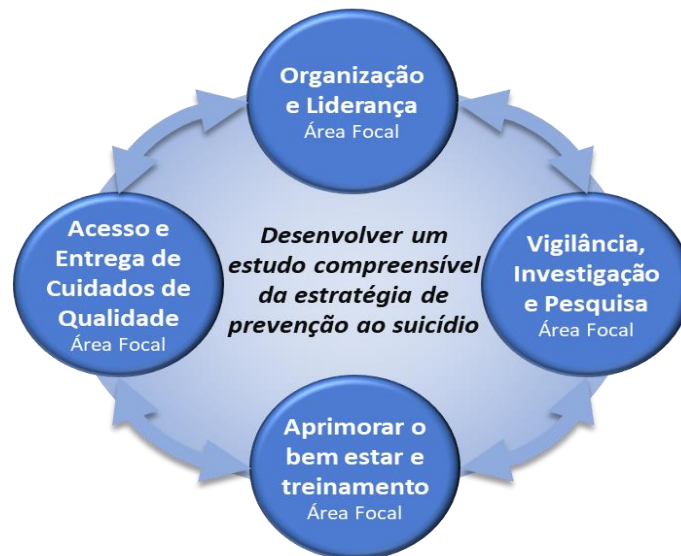 Organização
e Liderança
Área Focal
Acesso e
Entrega de
Cuidados de
Qualidade
Área Focal
Desenvolver um
estudo compreensível
da estratégia de
prevenção ao suicídio
Vigilância,
Investigação
e Pesquisa
Área Focal
Aprimorar o
bem estar e
treinamento
Área Focal